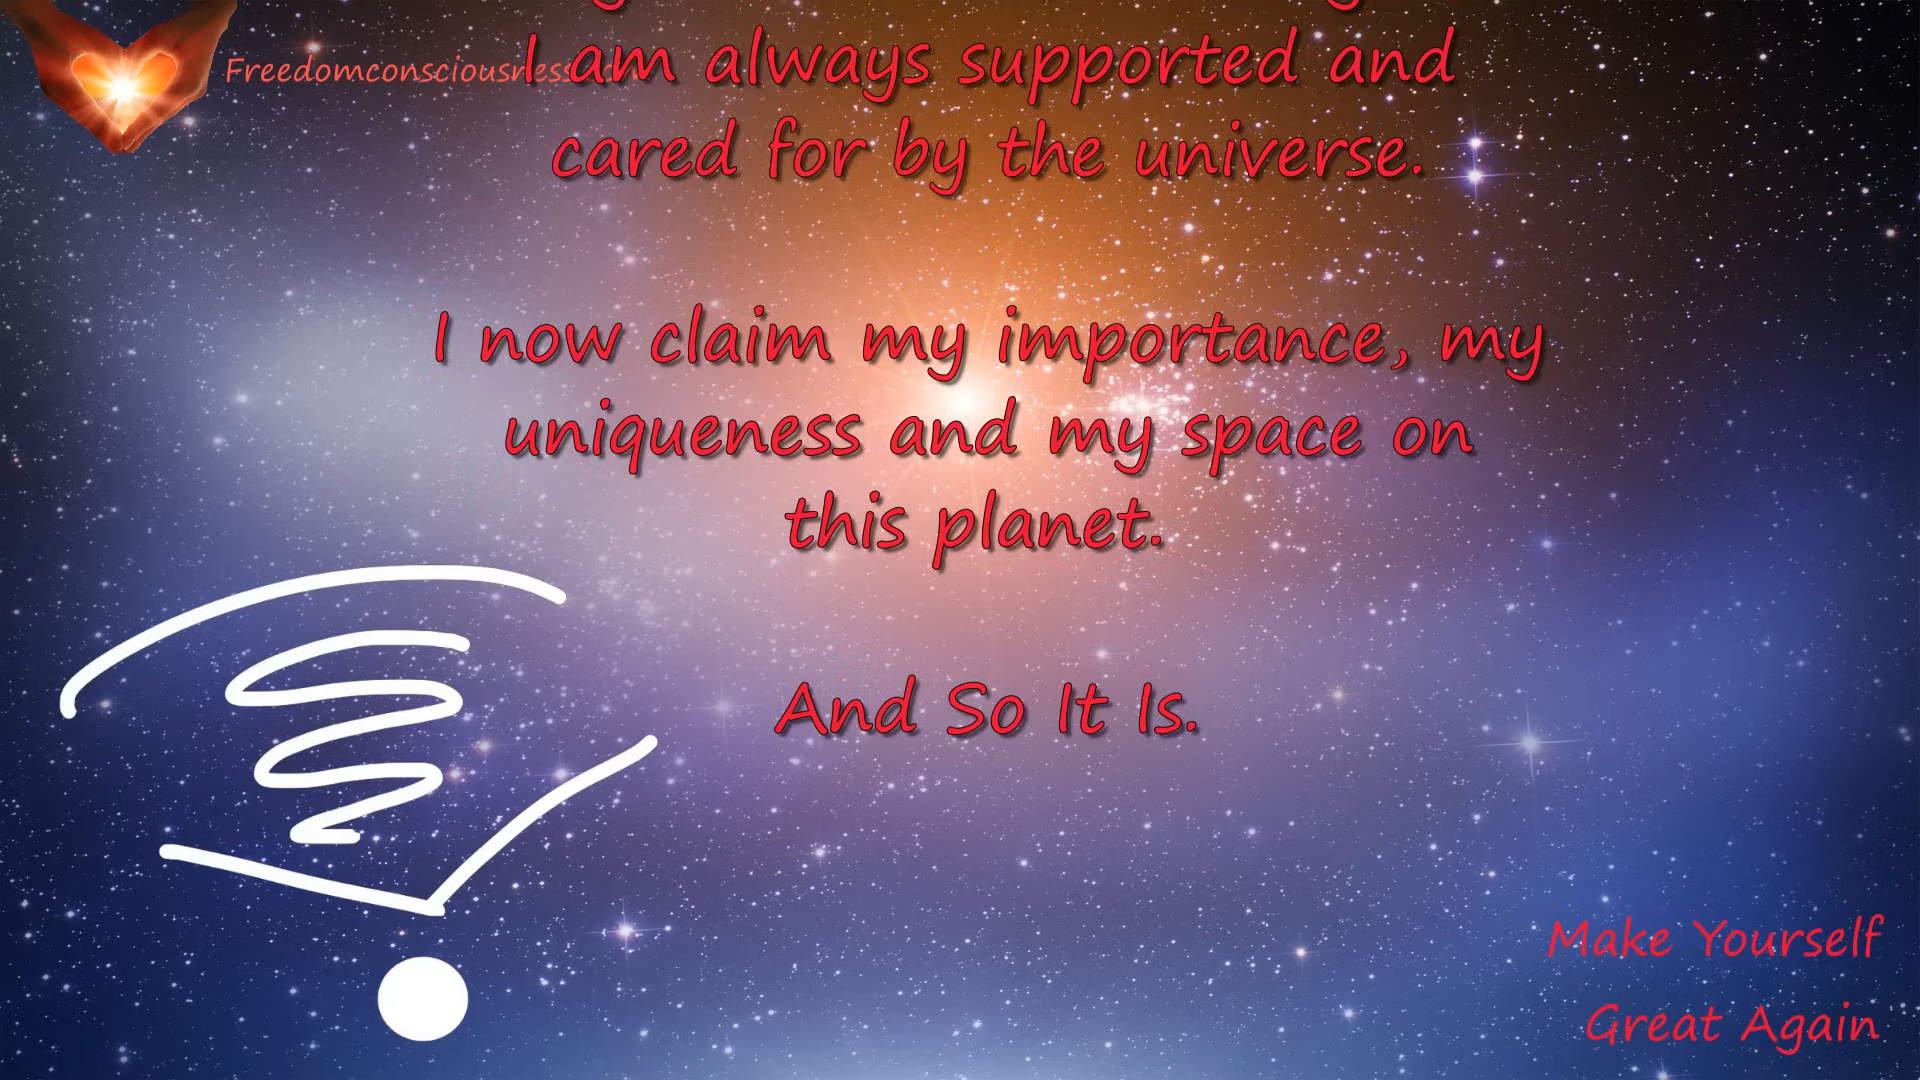 Freedomconsciousness
I am always supported and
cared for by the universe.
I now claim my importance, my
uniqueness and my space on
this planet.
And So It Is.
Make Yourself
Great Again